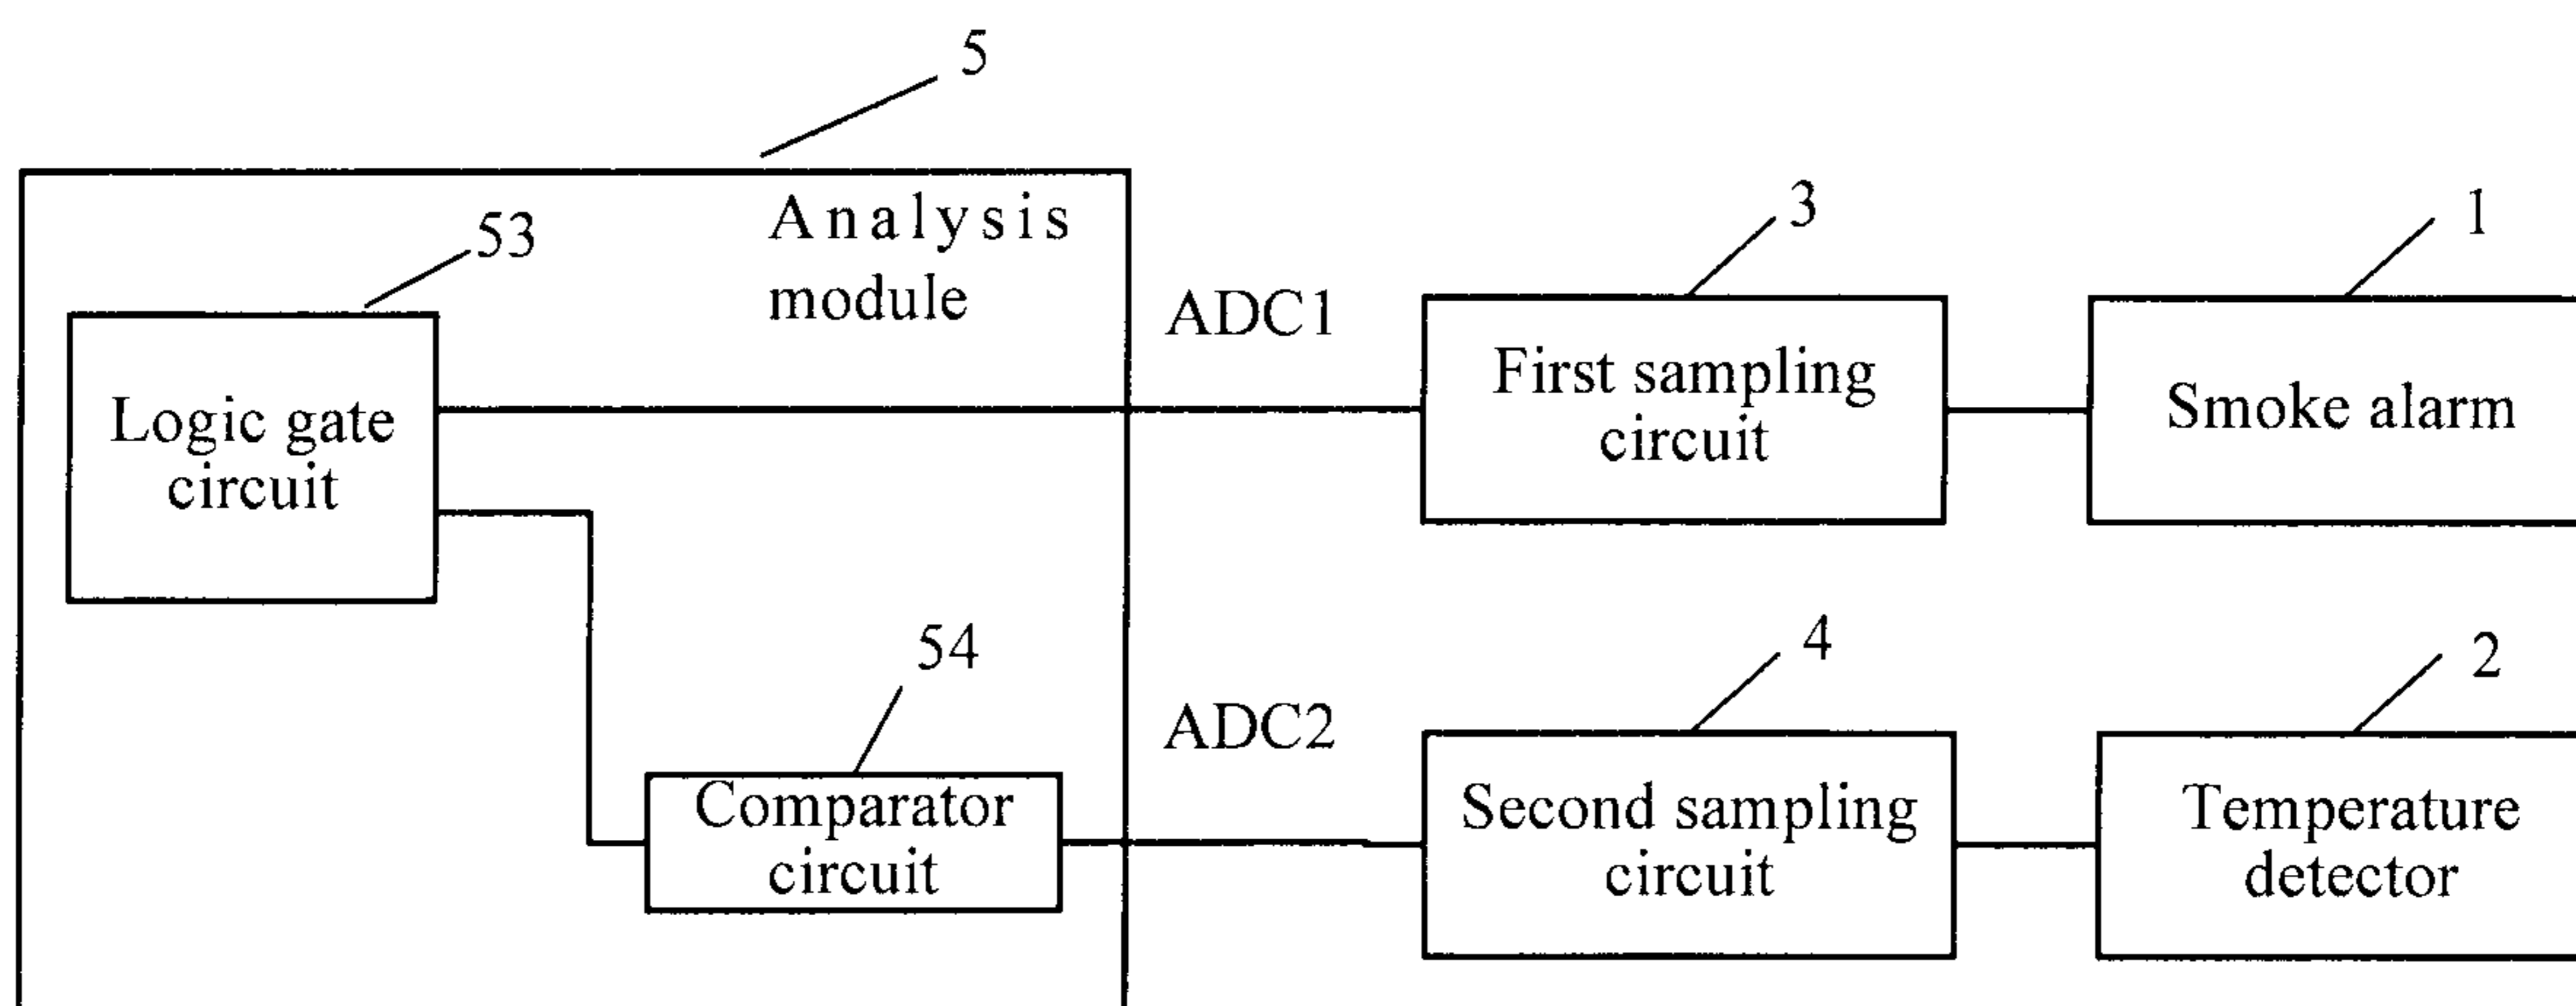 5
Analysis
module
53
Logic gate
circuit
ADC1
3
First sampling
circuit
1
Smoke alarm
54
Comparator
circuit
ADC2
4
Second sampling
circuit
2
Temperature
detector